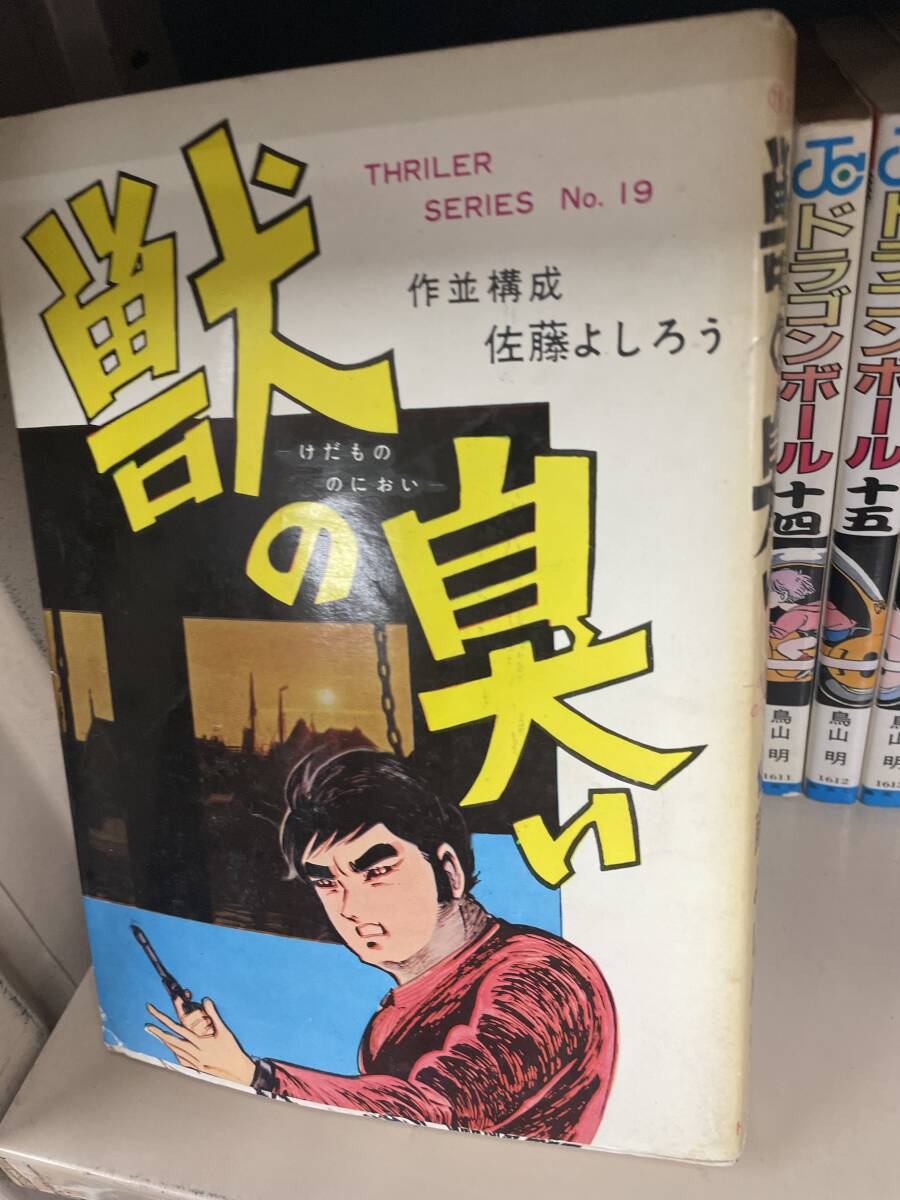 THRILER
SERIES No. 19
作並構成
佐藤よしろう
獣の臭い
けだもの
のにおい
ドラゴンボール
十四
鳥山明
1611
ドラゴンボール
十五
鳥山明
1612